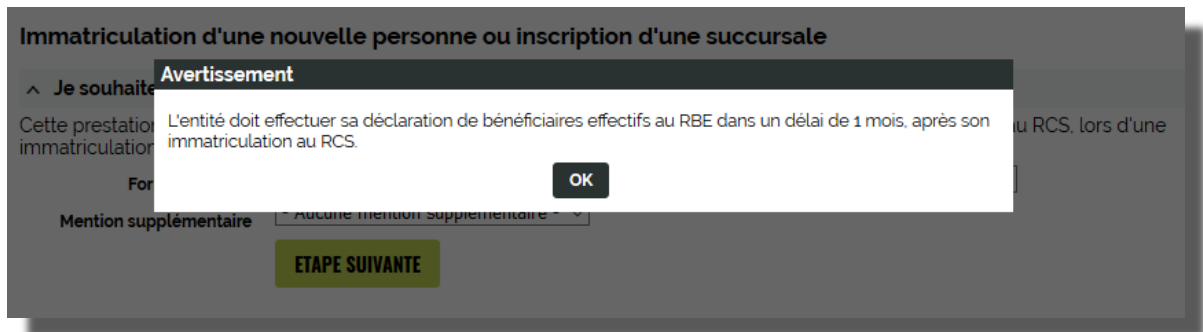 Immatriculation d'une nouvelle personne ou inscription d'une succursale
Avertissement
Je souhaite
L'entité doit effectuer sa déclaration de bénéficiaires effectifs au RBE dans un délai de 1 mois, après son
immatriculation au RCS.
Cette prestation au RCS, lors d'une
immatriculation
OK
For
Mention supplémentaire - Aucune mention supplémentaire -
ETAPE SUIVANTE